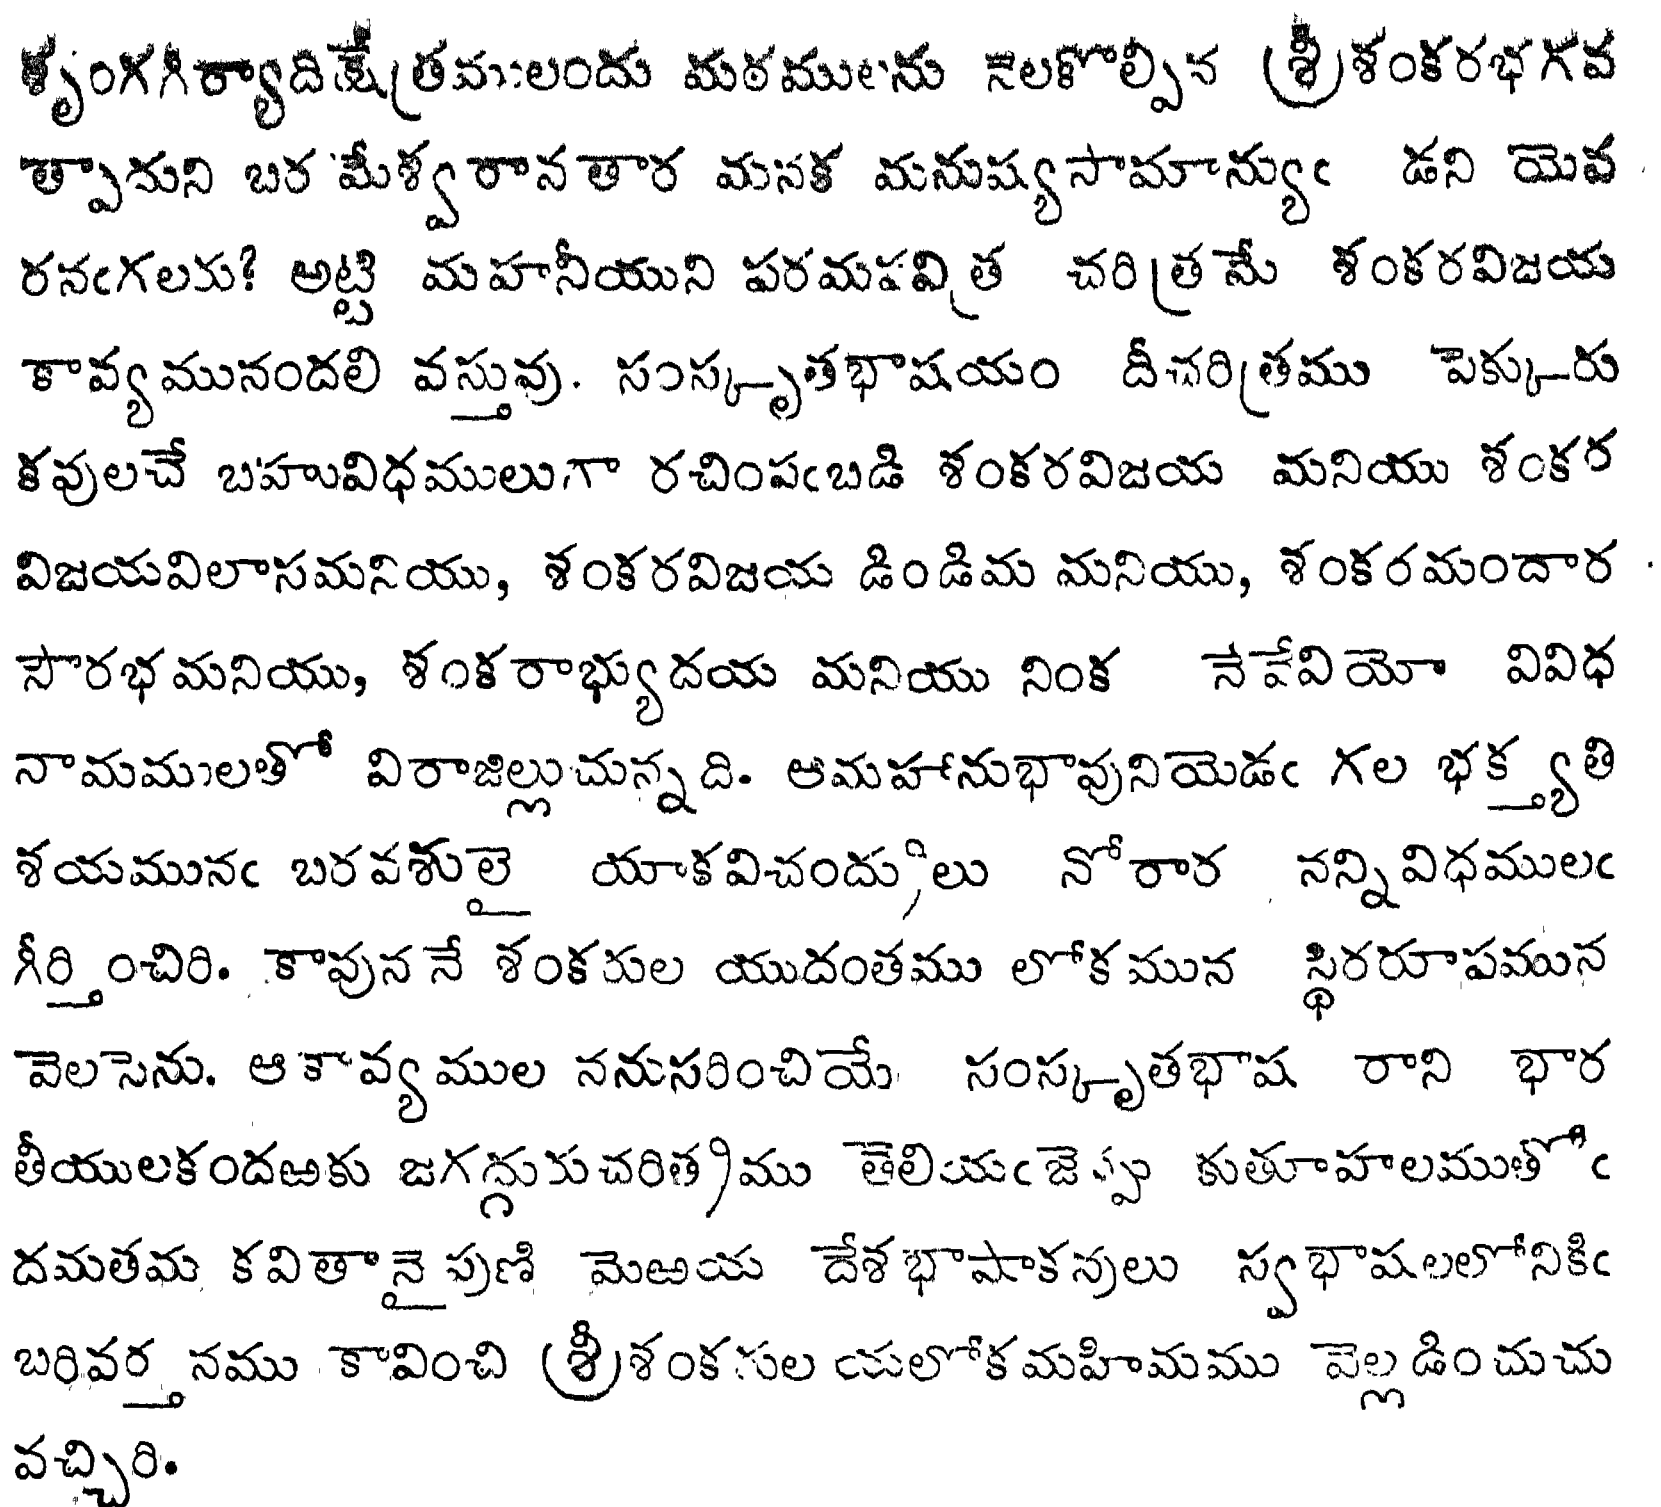 శృంగగిర్యాదిక్షేత్రములందు మఠములను నెలకొల్పిన శ్రీశంకరభగవ
త్పాదుని బరమేశ్వరావతార మనక మనుష్యసామాన్యుఁ డని యెవ
రనఁగలరు? అట్టి మహనీయుని పరమపవిత్ర చరిత్రమే శంకరవిజయ
కావ్యమునందలి వస్తువు. సంస్కృతభాషయం దీచరిత్రము పెక్కురు
కవులచే బహువిధములుగా రచింపఁబడి శంకరవిజయ మనియు శంకర
విజయవిలాసమనియు, శంకరవిజయ డిండిమ మనియు, శంకరమందార
సౌరభమనియు, శంకరాభ్యుదయ మనియు నింక నేవేవియో వివిధ
నామములతో విరాజిల్లుచున్నది. ఆమహానుభావునియెడఁ గల భక్త్యతి
శయమునఁ బరవశులై యాకవిచంద్రులు నోరార నన్నివిధములఁ
గీర్తించిరి. కావుననే శంకరుల యుదంతము లోకమున స్థిరరూపమున
వెలసెను. ఆకావ్యముల ననుసరించియే సంస్కృతభాష రాని భార
తీయులకందఱకు జగద్గురుచరిత్రము తెలియఁజెప్పు కుతూహలముతోఁ
దమతమ కవితానైపుణి మెఱయ దేశభాషాకవులు స్వభాషలలోనికిఁ
బరివర్తనము కావించి శ్రీశంకరుల యలోకమహిమము వెల్లడించుచు
వచ్చిరి.